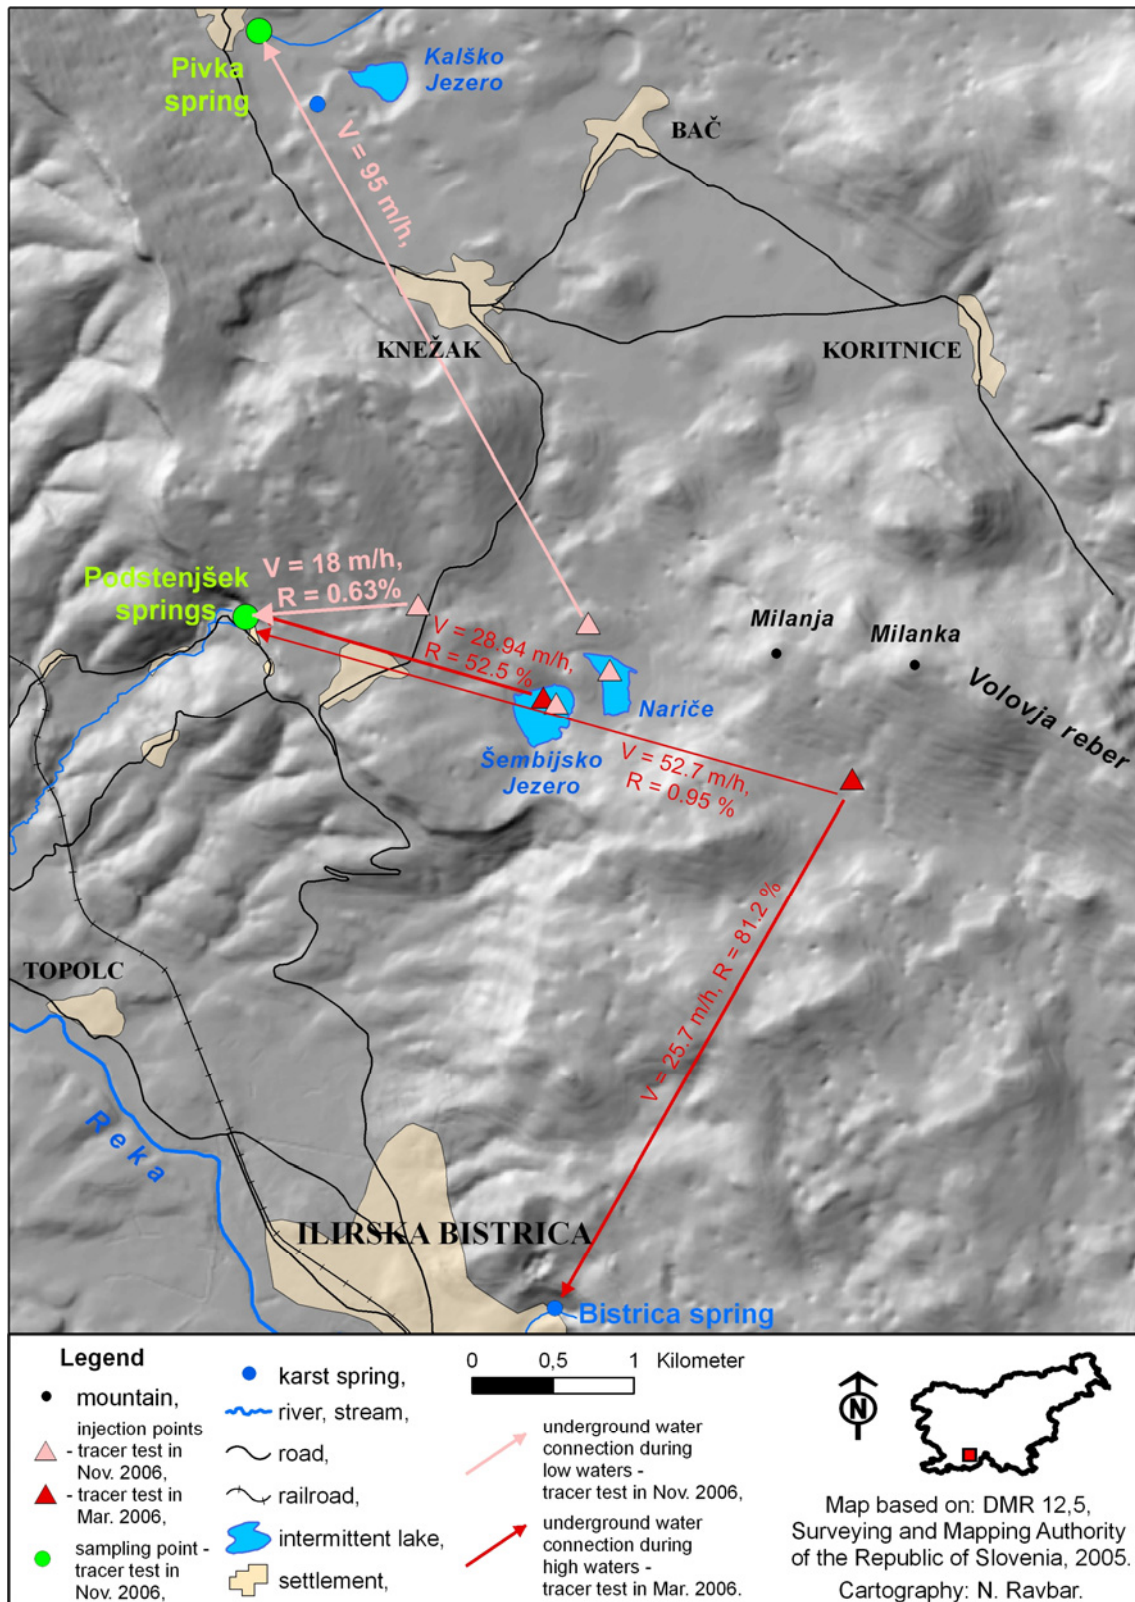 Pivka
spring
Kalško
Jezero
BAČ
V = 95 m/h,
KNEŽAK
KORITNICE
V = 18 m/h,
R = 0.63%
Podstenjšek
springs
V = 28.94 m/h,
R = 52.5 %
Milanja
Milanka
Volovja reber
Nariče
Šembijsko
Jezero
V = 52.7 m/h,
R = 0.95 %
V = 25.7 m/h, R = 81.2 %
TOPOLC
Reka
ILIRSKA BISTRICA
Bistrica spring
Legend
mountain,
injection points
- tracer test in
Nov. 2006,
- tracer test in
Mar. 2006,
sampling point -
tracer test in
Nov. 2006,
karst spring,
river, stream,
road,
railroad,
intermittent lake,
settlement,
0 0,5 1 Kilometer
underground water
connection during
low waters -
tracer test in Nov. 2006,
underground water
connection during
high waters -
tracer test in Mar. 2006.
N
Map based on: DMR 12,5,
Surveying and Mapping Authority
of the Republic of Slovenia, 2005.
Cartography: N. Ravbar.